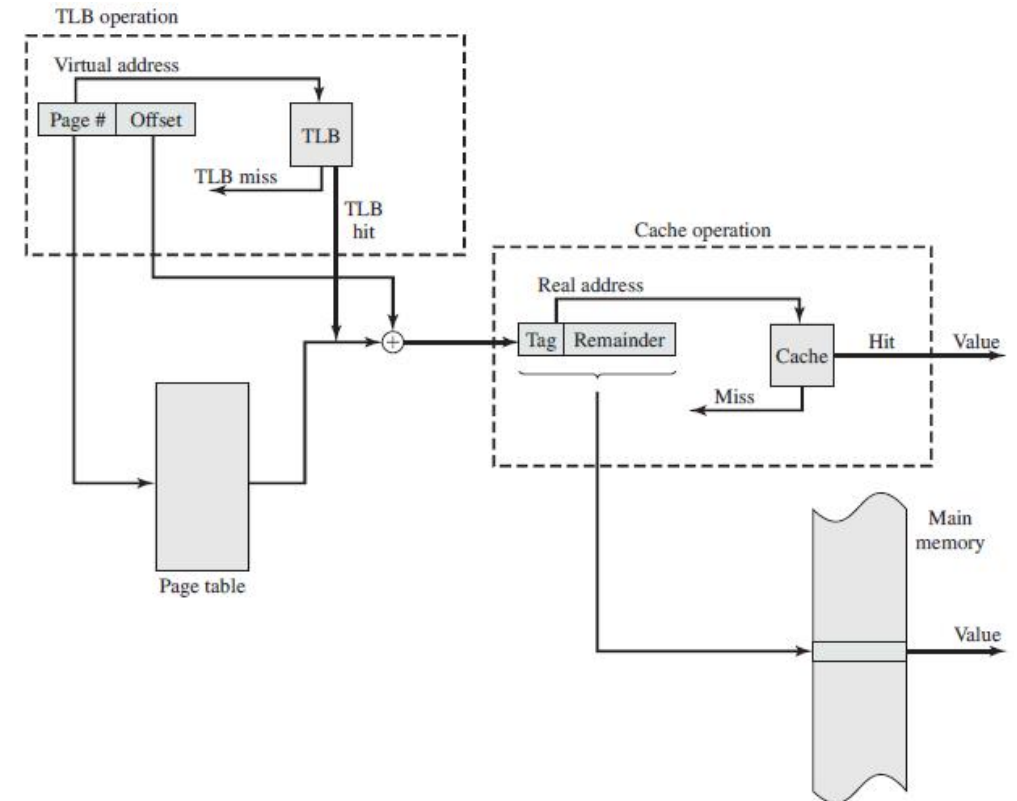 TLB operation
Virtual address
Page # Offset
TLB
TLB miss
TLB
hit
Cache operation
Real address
Tag Remainder
Cache
Hit
Value
Miss
Page table
Main
memory
Value